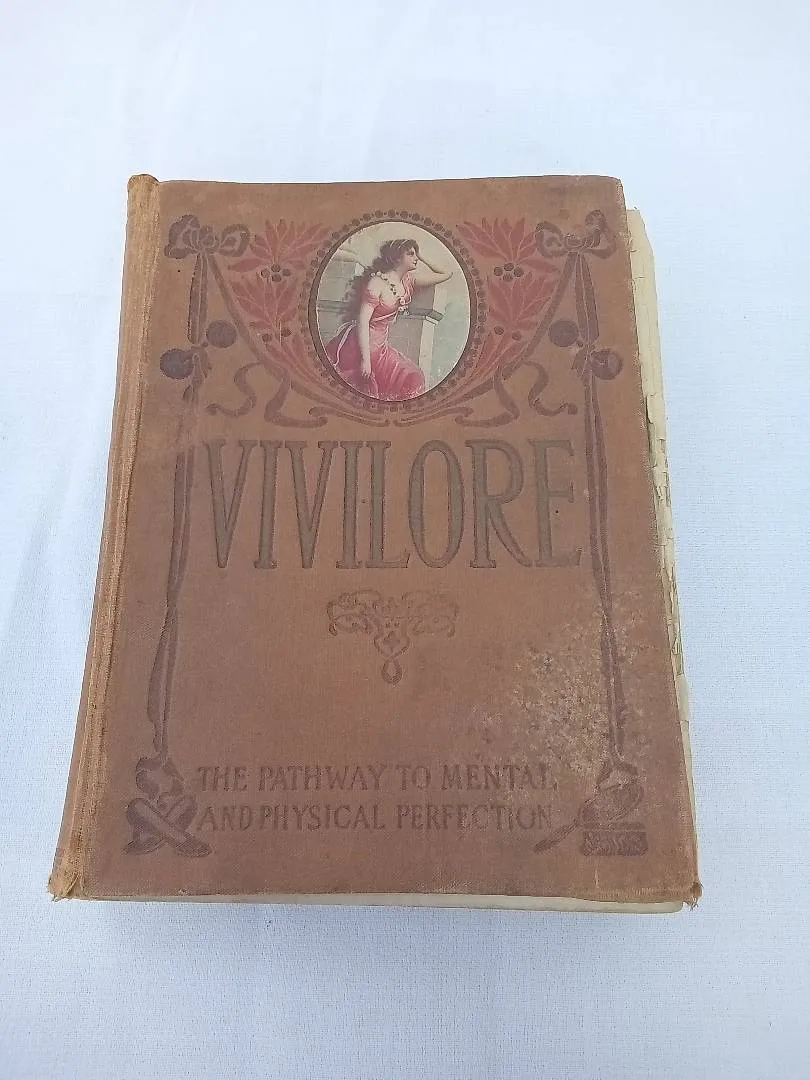 VIVILORE
THE PATHWAY TO MENTAL
AND PHYSICAL PERFECTION